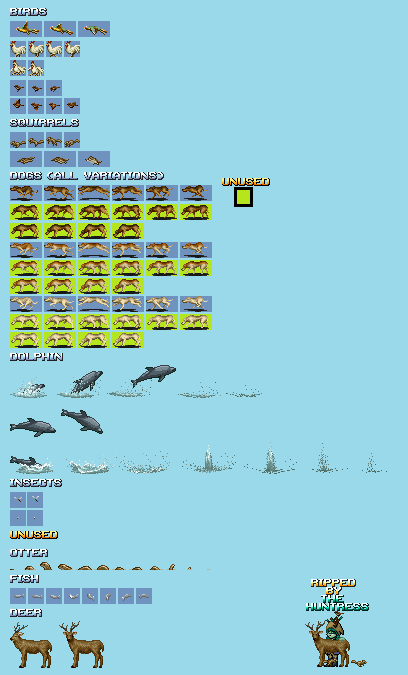 BIRDS
SQUIRRELS
DOGS (ALL VARIATIONS)
UNUSED
DOLPHIN
INSECTS
UNUSED
OTTER
FISH
DEER
RIPPED
BY
THE
HUNTRESS